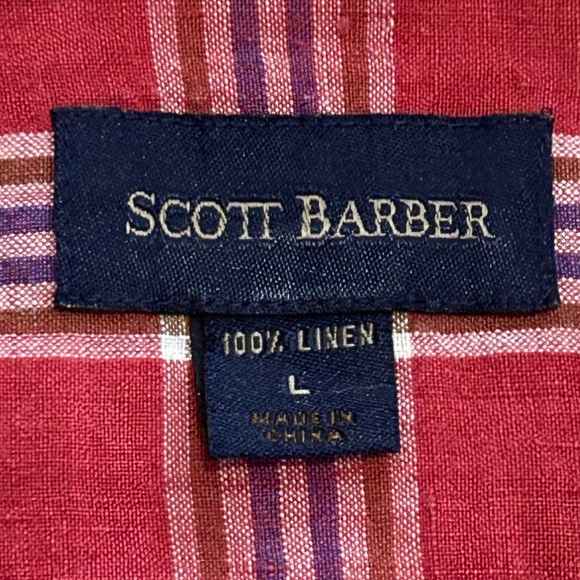 SCOTT BARBER
100% LINEN
L
MADE IN
CHINA